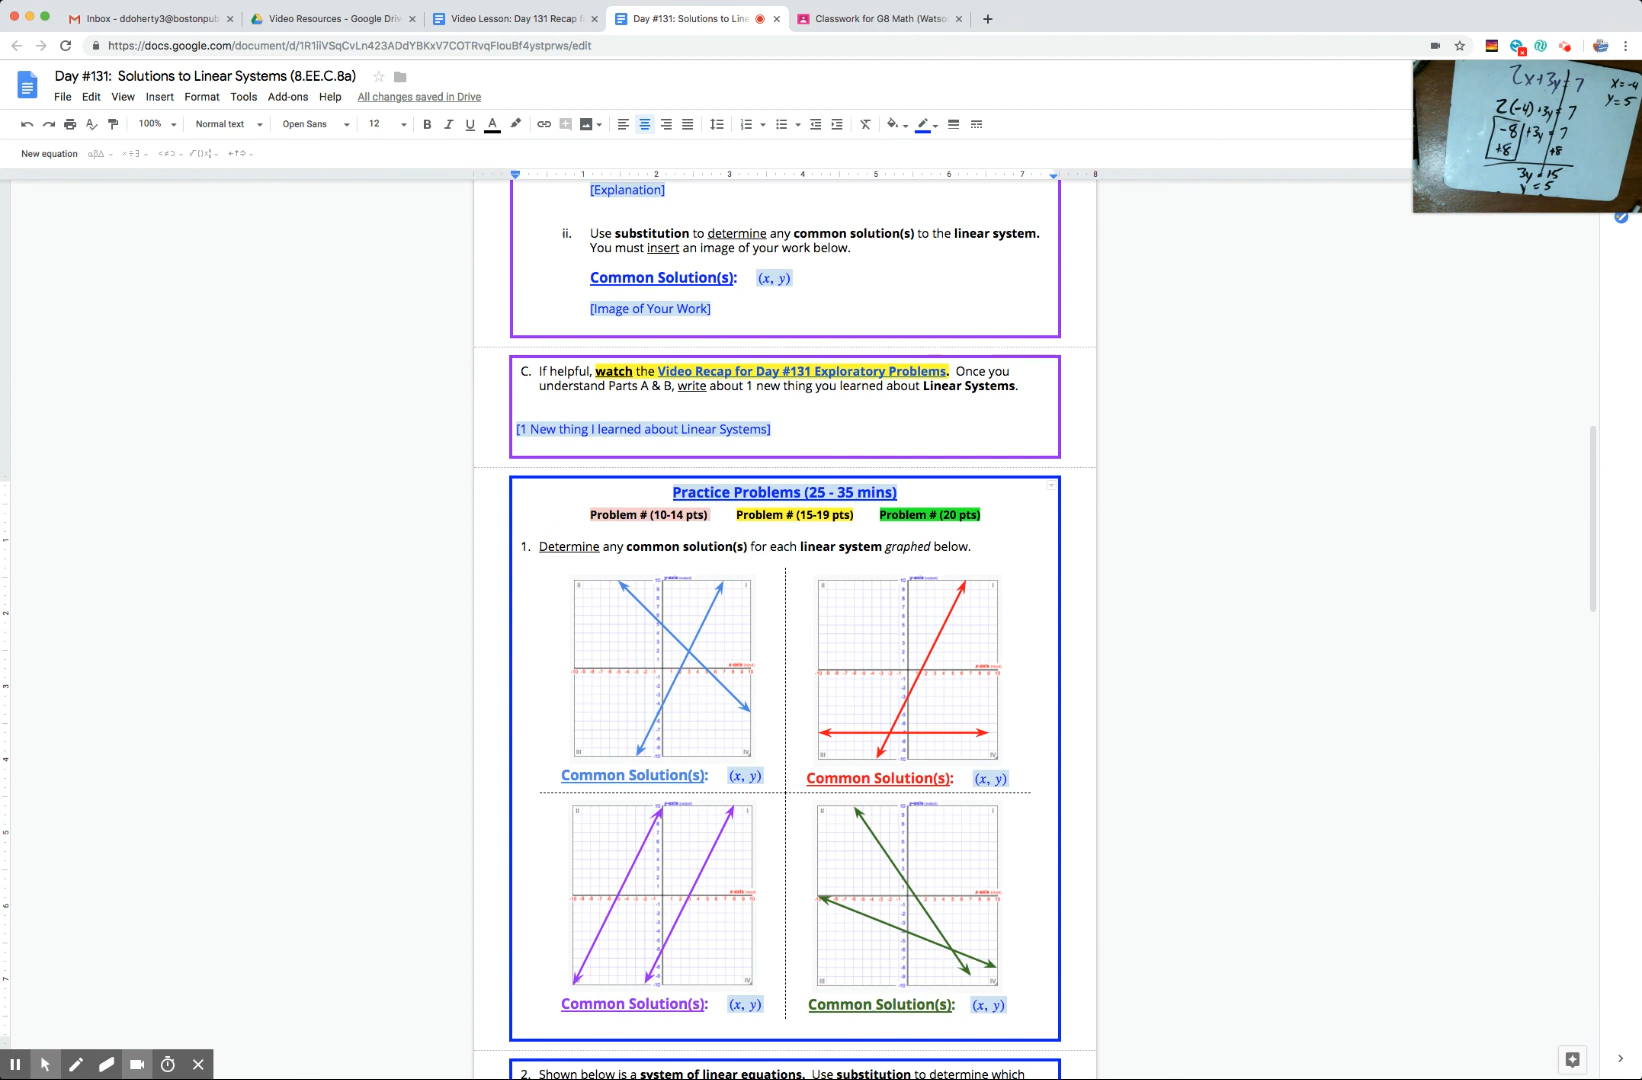 Inbox - ddoherty3@bostonpub
Video Resources - Google Driv
Video Lesson: Day 131 Recap f
Day #131: Solutions to Line
Classwork for G8 Math (Watso
https://docs.google.com/document/d/1R1iiVSqCvLn423ADdYBKxV7COTRvqFlouBf4ystprws/edit
Day #131: Solutions to Linear Systems (8.EE.C.8a)
File Edit View Insert Format Tools Add-ons Help All changes saved in Drive
100% Normal text Open Sans 12
New equation
[Explanation]
ii. Use substitution to determine any common solution(s) to the linear system.
You must insert an image of your work below.
Common Solution(s): (x, y)
[Image of Your Work]
C. If helpful, watch the Video Recap for Day #131 Exploratory Problems. Once you
understand Parts A & B, write about 1 new thing you learned about Linear Systems.
[1 New thing I learned about Linear Systems]
Practice Problems (25 - 35 mins)
Problem # (10-14 pts) Problem # (15-19 pts) Problem # (20 pts)
1. Determine any common solution(s) for each linear system graphed below.
Common Solution(s): (x, y)
Common Solution(s): (x, y)
Common Solution(s): (x, y)
Common Solution(s): (x, y)
2. Shown below is a system of linear equations. Use substitution to determine which
2x+3y=7
x=-4
y=5
2(-4)+3y=7
-8+3y=7
+8 +8
3y=15
y=5